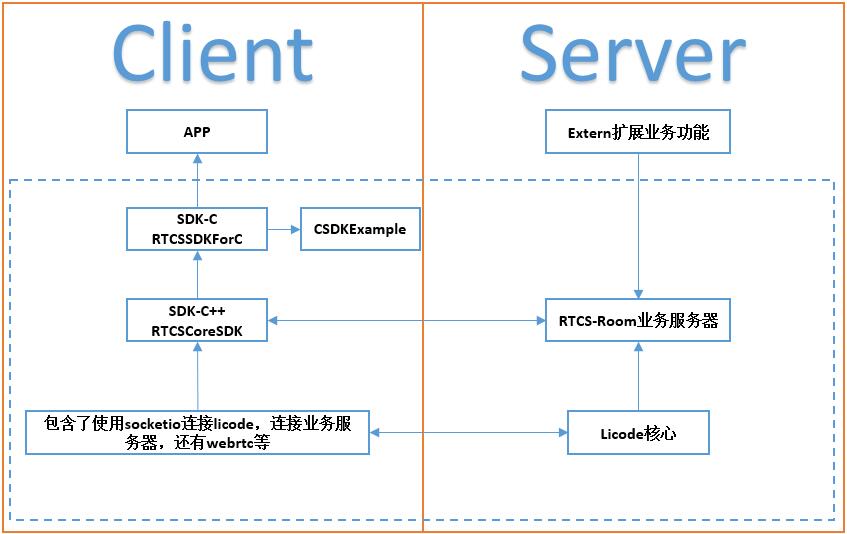 Client
Server
APP
Extern扩展业务功能
SDK-C
RTCSSDKForC
CSDKExample
SDK-C++
RTCSCoreSDK
RTCS-Room业务服务器
包含了使用socketio连接licode，连接业务服
务器，还有webrtc等
Licode核心